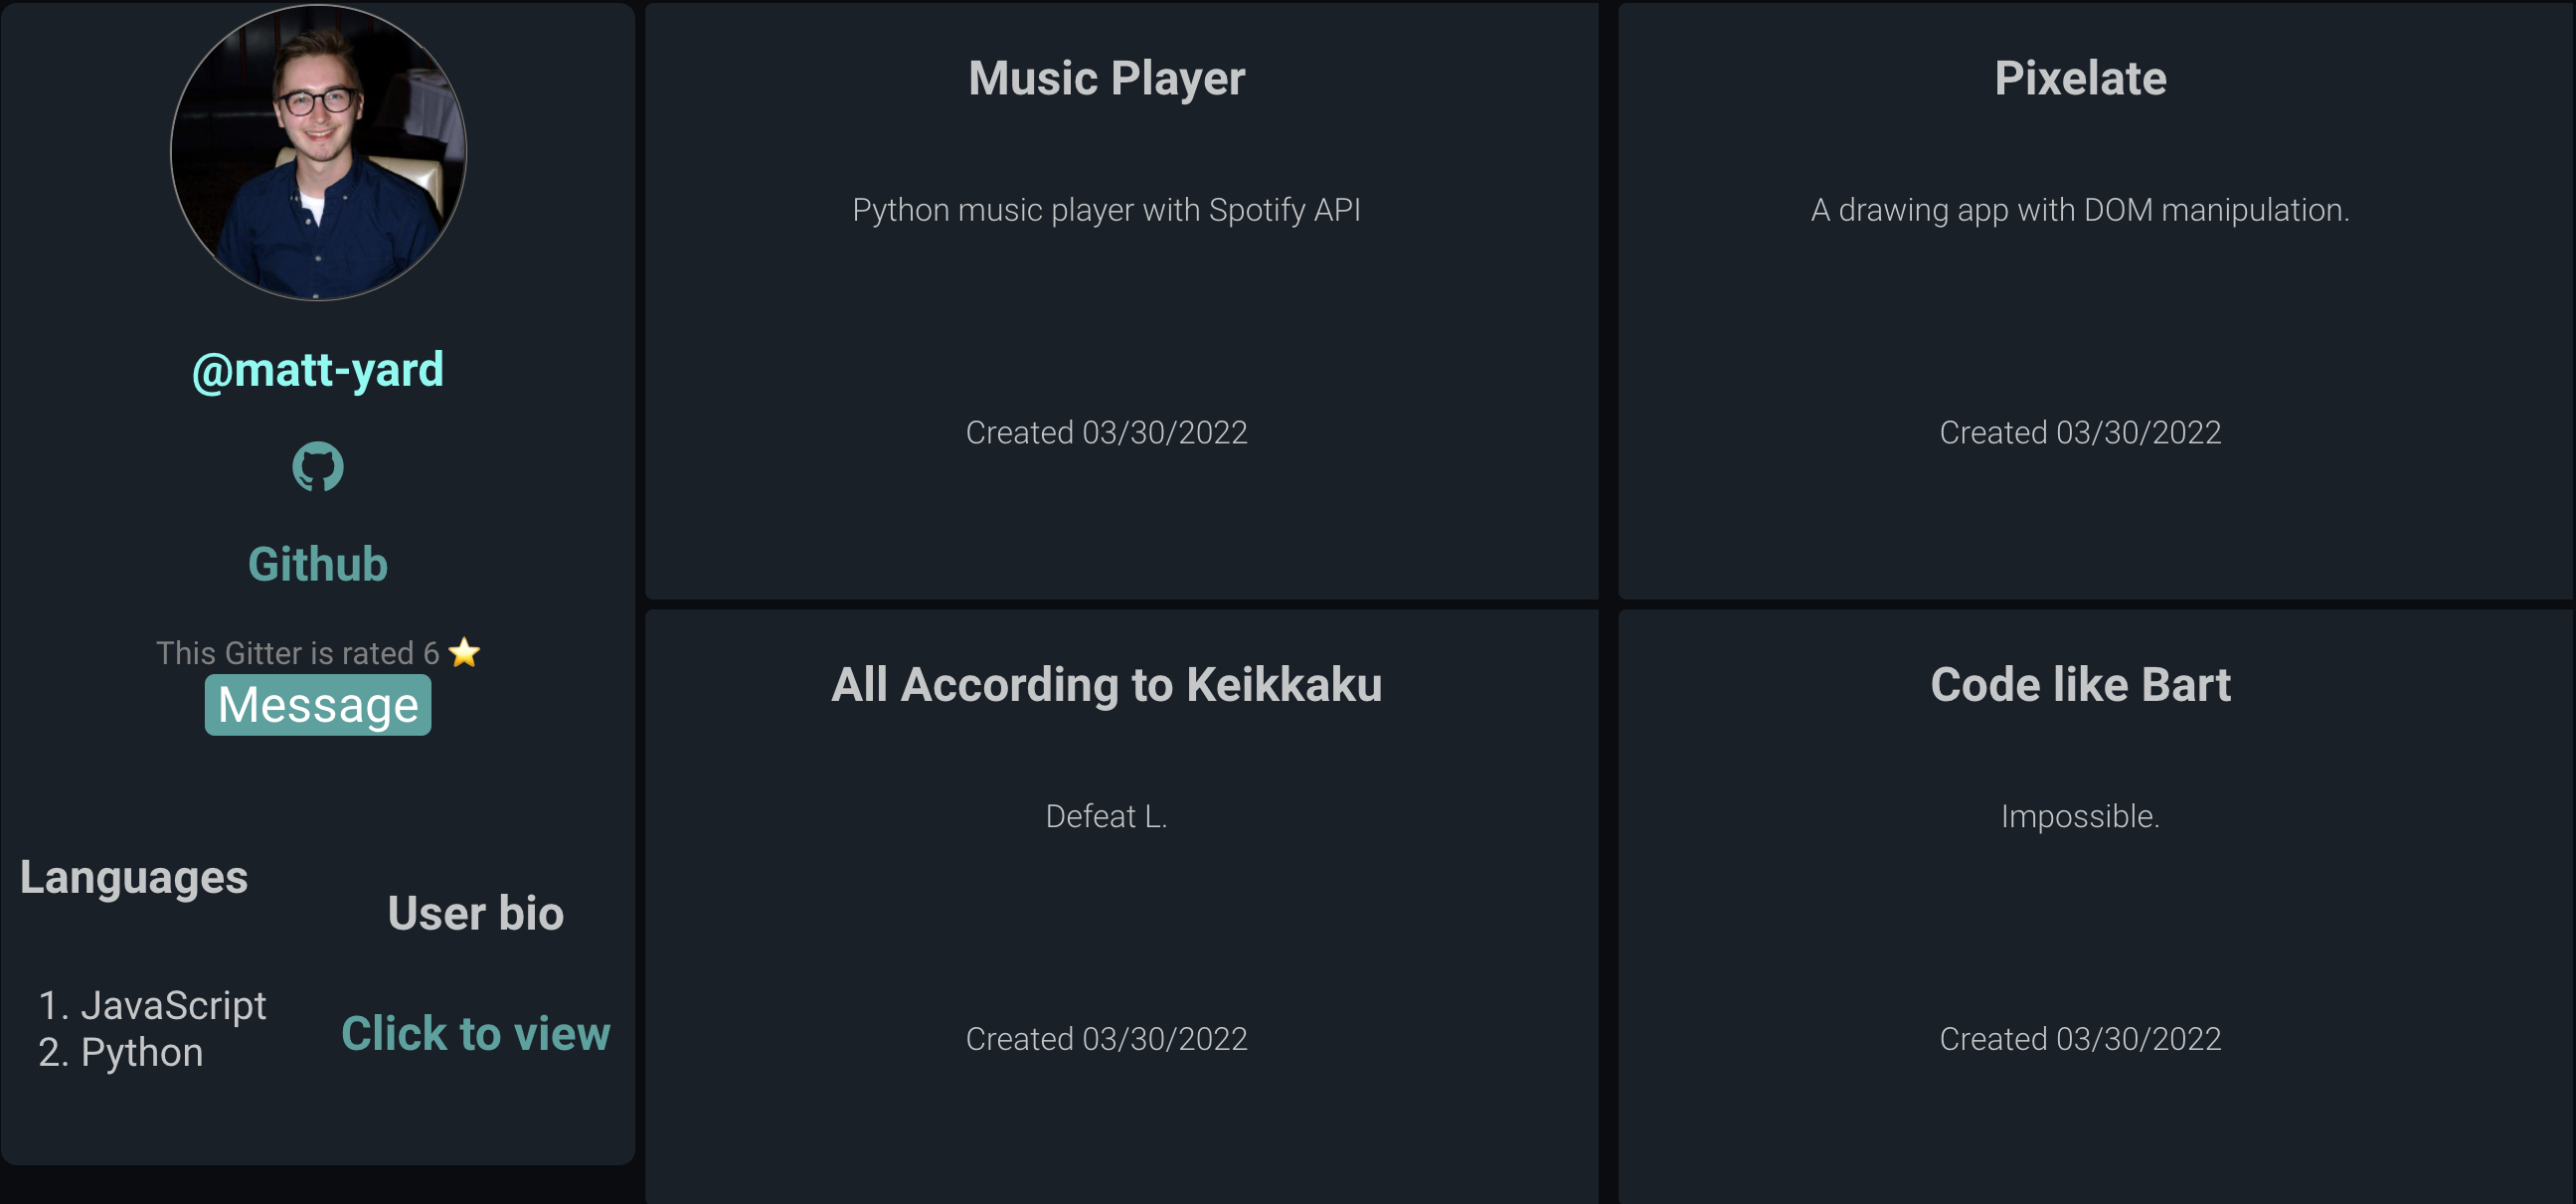 @matt-yard
Github
This Gitter is rated 6 ⭐
Message
Languages
1. JavaScript
2. Python
User bio
Click to view
Music Player
Python music player with Spotify API
Created 03/30/2022
Pixelate
A drawing app with DOM manipulation.
Created 03/30/2022
All According to Keikkaku
Defeat L.
Created 03/30/2022
Code like Bart
Impossible.
Created 03/30/2022